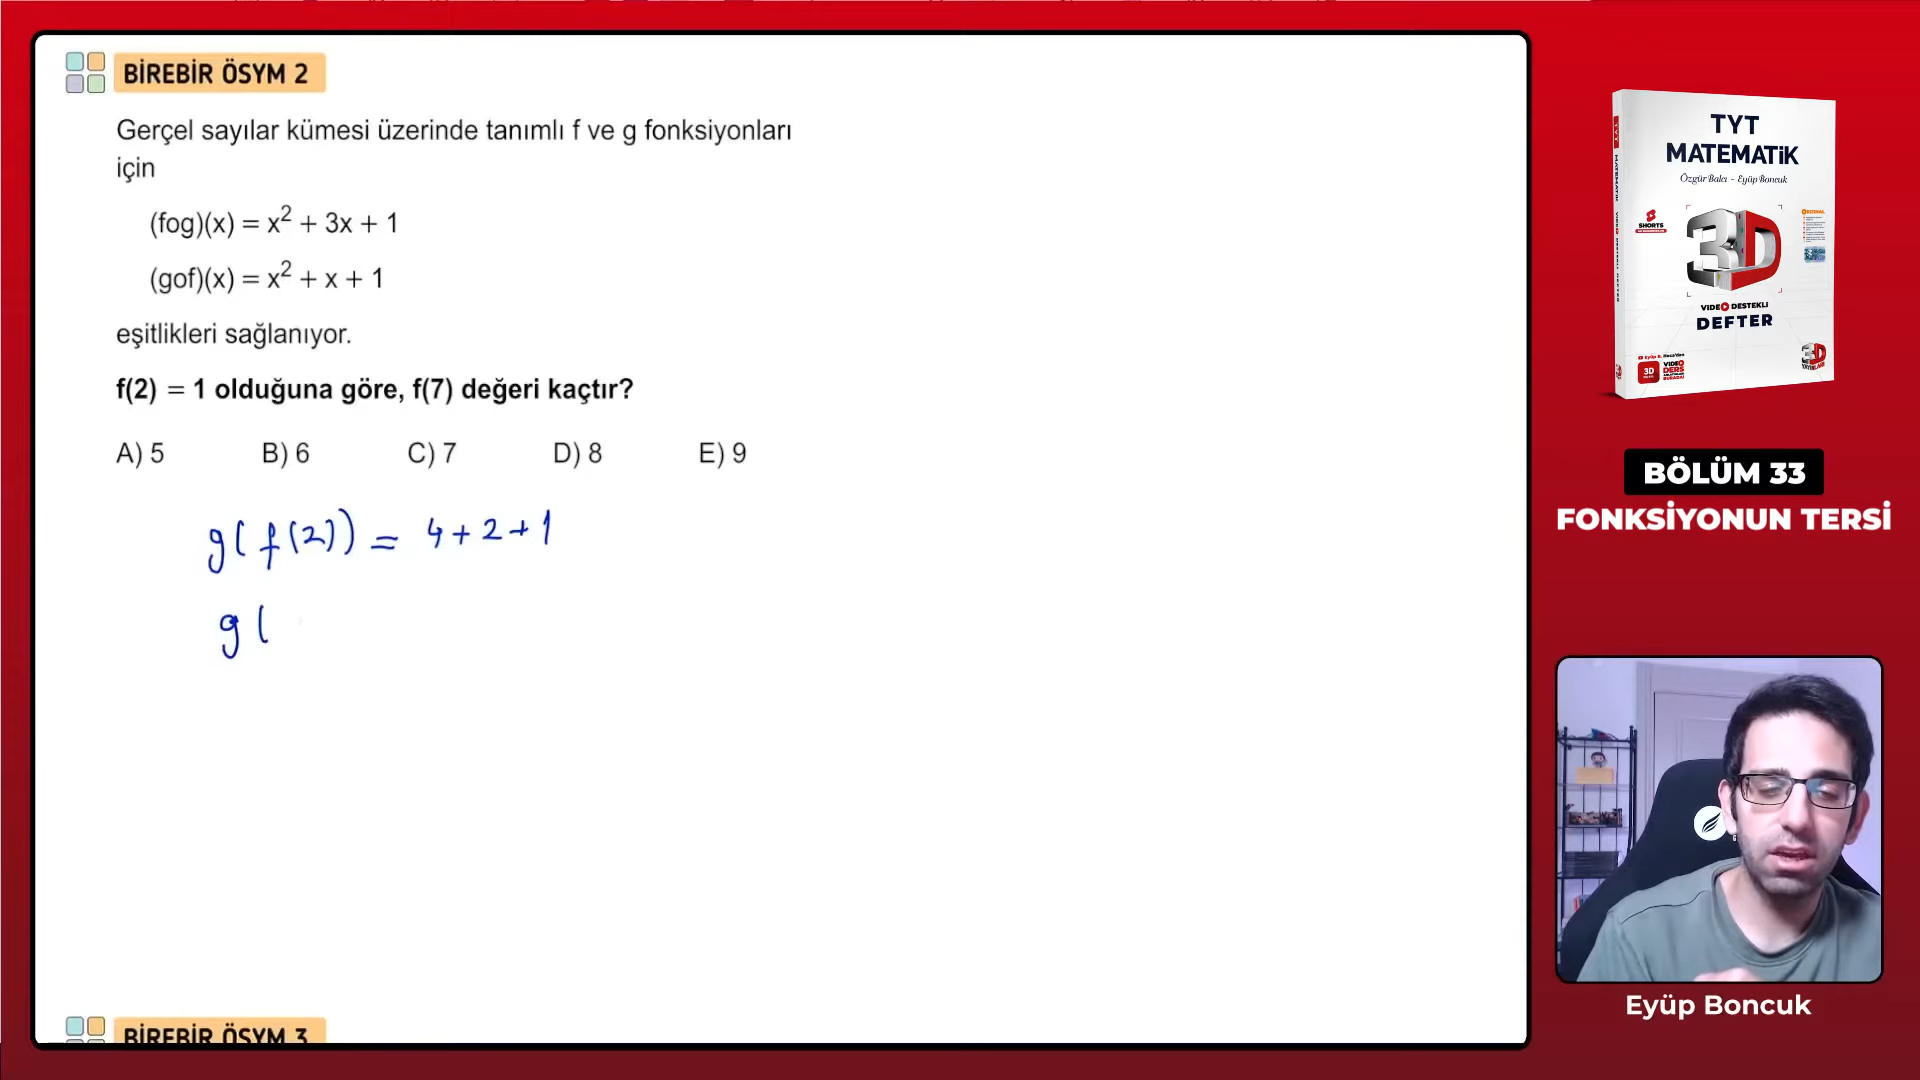 BİREBİR ÖSYM 2
Gerçel sayılar kümesi üzerinde tanımlı f ve g fonksiyonları
için
(fog)(x) = x² + 3x + 1
(gof)(x) = x² + x + 1
eşitlikleri sağlanıyor.
f(2) = 1 olduğuna göre, f(7) değeri kaçtır?
A) 5 B) 6 C) 7 D) 8 E) 9
g(f(2)) = 4+2+1
g(
BİREBİR ÖSYM 3
TYT
MATEMATİK
Özgür Balcı - Eyüp Boncuk
SHORTS
3D
VIDEO DESTEKLİ
DEFTER
BÖLÜM 33
FONKSİYONUN TERSİ
Eyüp Boncuk